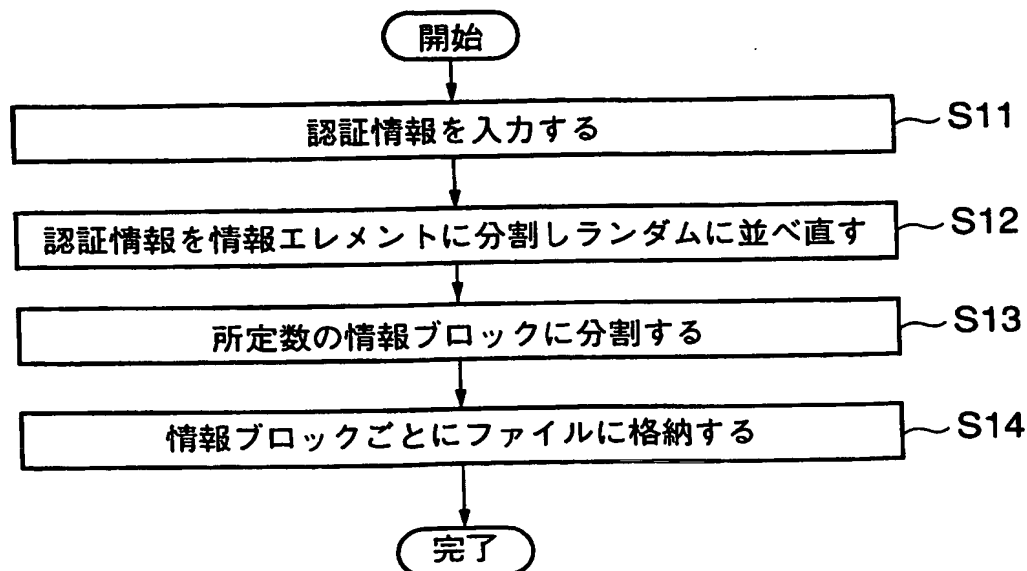 開始
認証情報を入力する
S11
認証情報を情報エレメントに分割しランダムに並べ直す
S12
所定数の情報ブロックに分割する
S13
情報ブロックごとにファイルに格納する
S14
完了